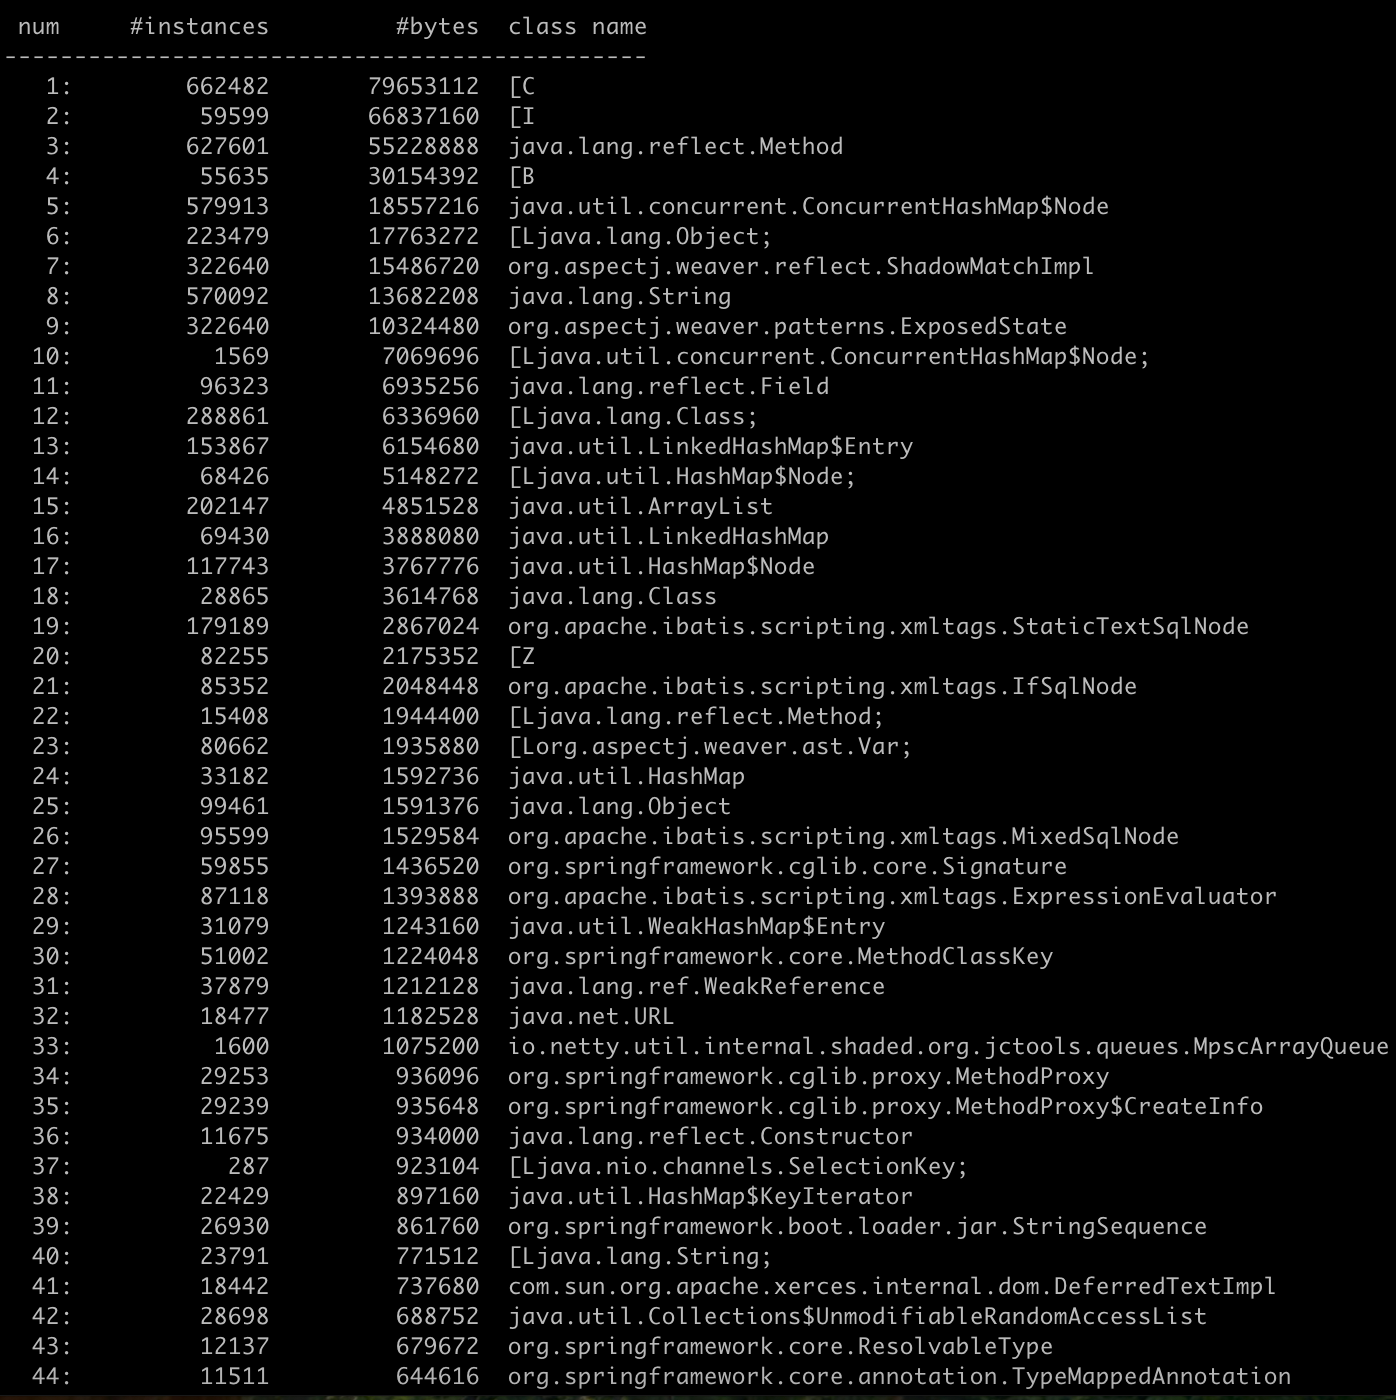 num #instances #bytes class name
----------------------------------------------
1: 662482 79653112 [C
2: 59599 66837160 [I
3: 627601 55228888 java.lang.reflect.Method
4: 55635 30154392 [B
5: 579913 18557216 java.util.concurrent.ConcurrentHashMap$Node
6: 223479 17763272 [Ljava.lang.Object;
7: 322640 15486720 org.aspectj.weaver.reflect.ShadowMatchImpl
8: 570092 13682208 java.lang.String
9: 322640 10324480 org.aspectj.weaver.patterns.ExposedState
10: 1569 7069696 [Ljava.util.concurrent.ConcurrentHashMap$Node;
11: 96323 6935256 java.lang.reflect.Field
12: 288861 6336960 [Ljava.lang.Class;
13: 153867 6154680 java.util.LinkedHashMap$Entry
14: 68426 5148272 [Ljava.util.HashMap$Node;
15: 202147 4851528 java.util.ArrayList
16: 69430 3888080 java.util.LinkedHashMap
17: 117743 3767776 java.util.HashMap$Node
18: 28865 3614768 java.lang.Class
19: 179189 2867024 org.apache.ibatis.scripting.xmltags.StaticTextSqlNode
20: 82255 2175352 [Z
21: 85352 2048448 org.apache.ibatis.scripting.xmltags.IfSqlNode
22: 15408 1944400 [Ljava.lang.reflect.Method;
23: 80662 1935880 [Lorg.aspectj.weaver.ast.Var;
24: 33182 1592736 java.util.HashMap
25: 99461 1591376 java.lang.Object
26: 95599 1529584 org.apache.ibatis.scripting.xmltags.MixedSqlNode
27: 59855 1436520 org.springframework.cglib.core.Signature
28: 87118 1393888 org.apache.ibatis.scripting.xmltags.ExpressionEvaluator
29: 31079 1243160 java.util.WeakHashMap$Entry
30: 51002 1224048 org.springframework.core.MethodClassKey
31: 37879 1212128 java.lang.ref.WeakReference
32: 18477 1182528 java.net.URL
33: 1600 1075200 io.netty.util.internal.shaded.org.jctools.queues.MpscArrayQueue
34: 29253 936096 org.springframework.cglib.proxy.MethodProxy
35: 29239 935648 org.springframework.cglib.proxy.MethodProxy$CreateInfo
36: 11675 934000 java.lang.reflect.Constructor
37: 287 923104 [Ljava.nio.channels.SelectionKey;
38: 22429 897160 java.util.HashMap$KeyIterator
39: 26930 861760 org.springframework.boot.loader.jar.StringSequence
40: 23791 771512 [Ljava.lang.String;
41: 18442 737680 com.sun.org.apache.xerces.internal.dom.DeferredTextImpl
42: 28698 688752 java.util.Collections$UnmodifiableRandomAccessList
43: 12137 679672 org.springframework.core.ResolvableType
44: 11511 644616 org.springframework.core.annotation.TypeMappedAnnotation